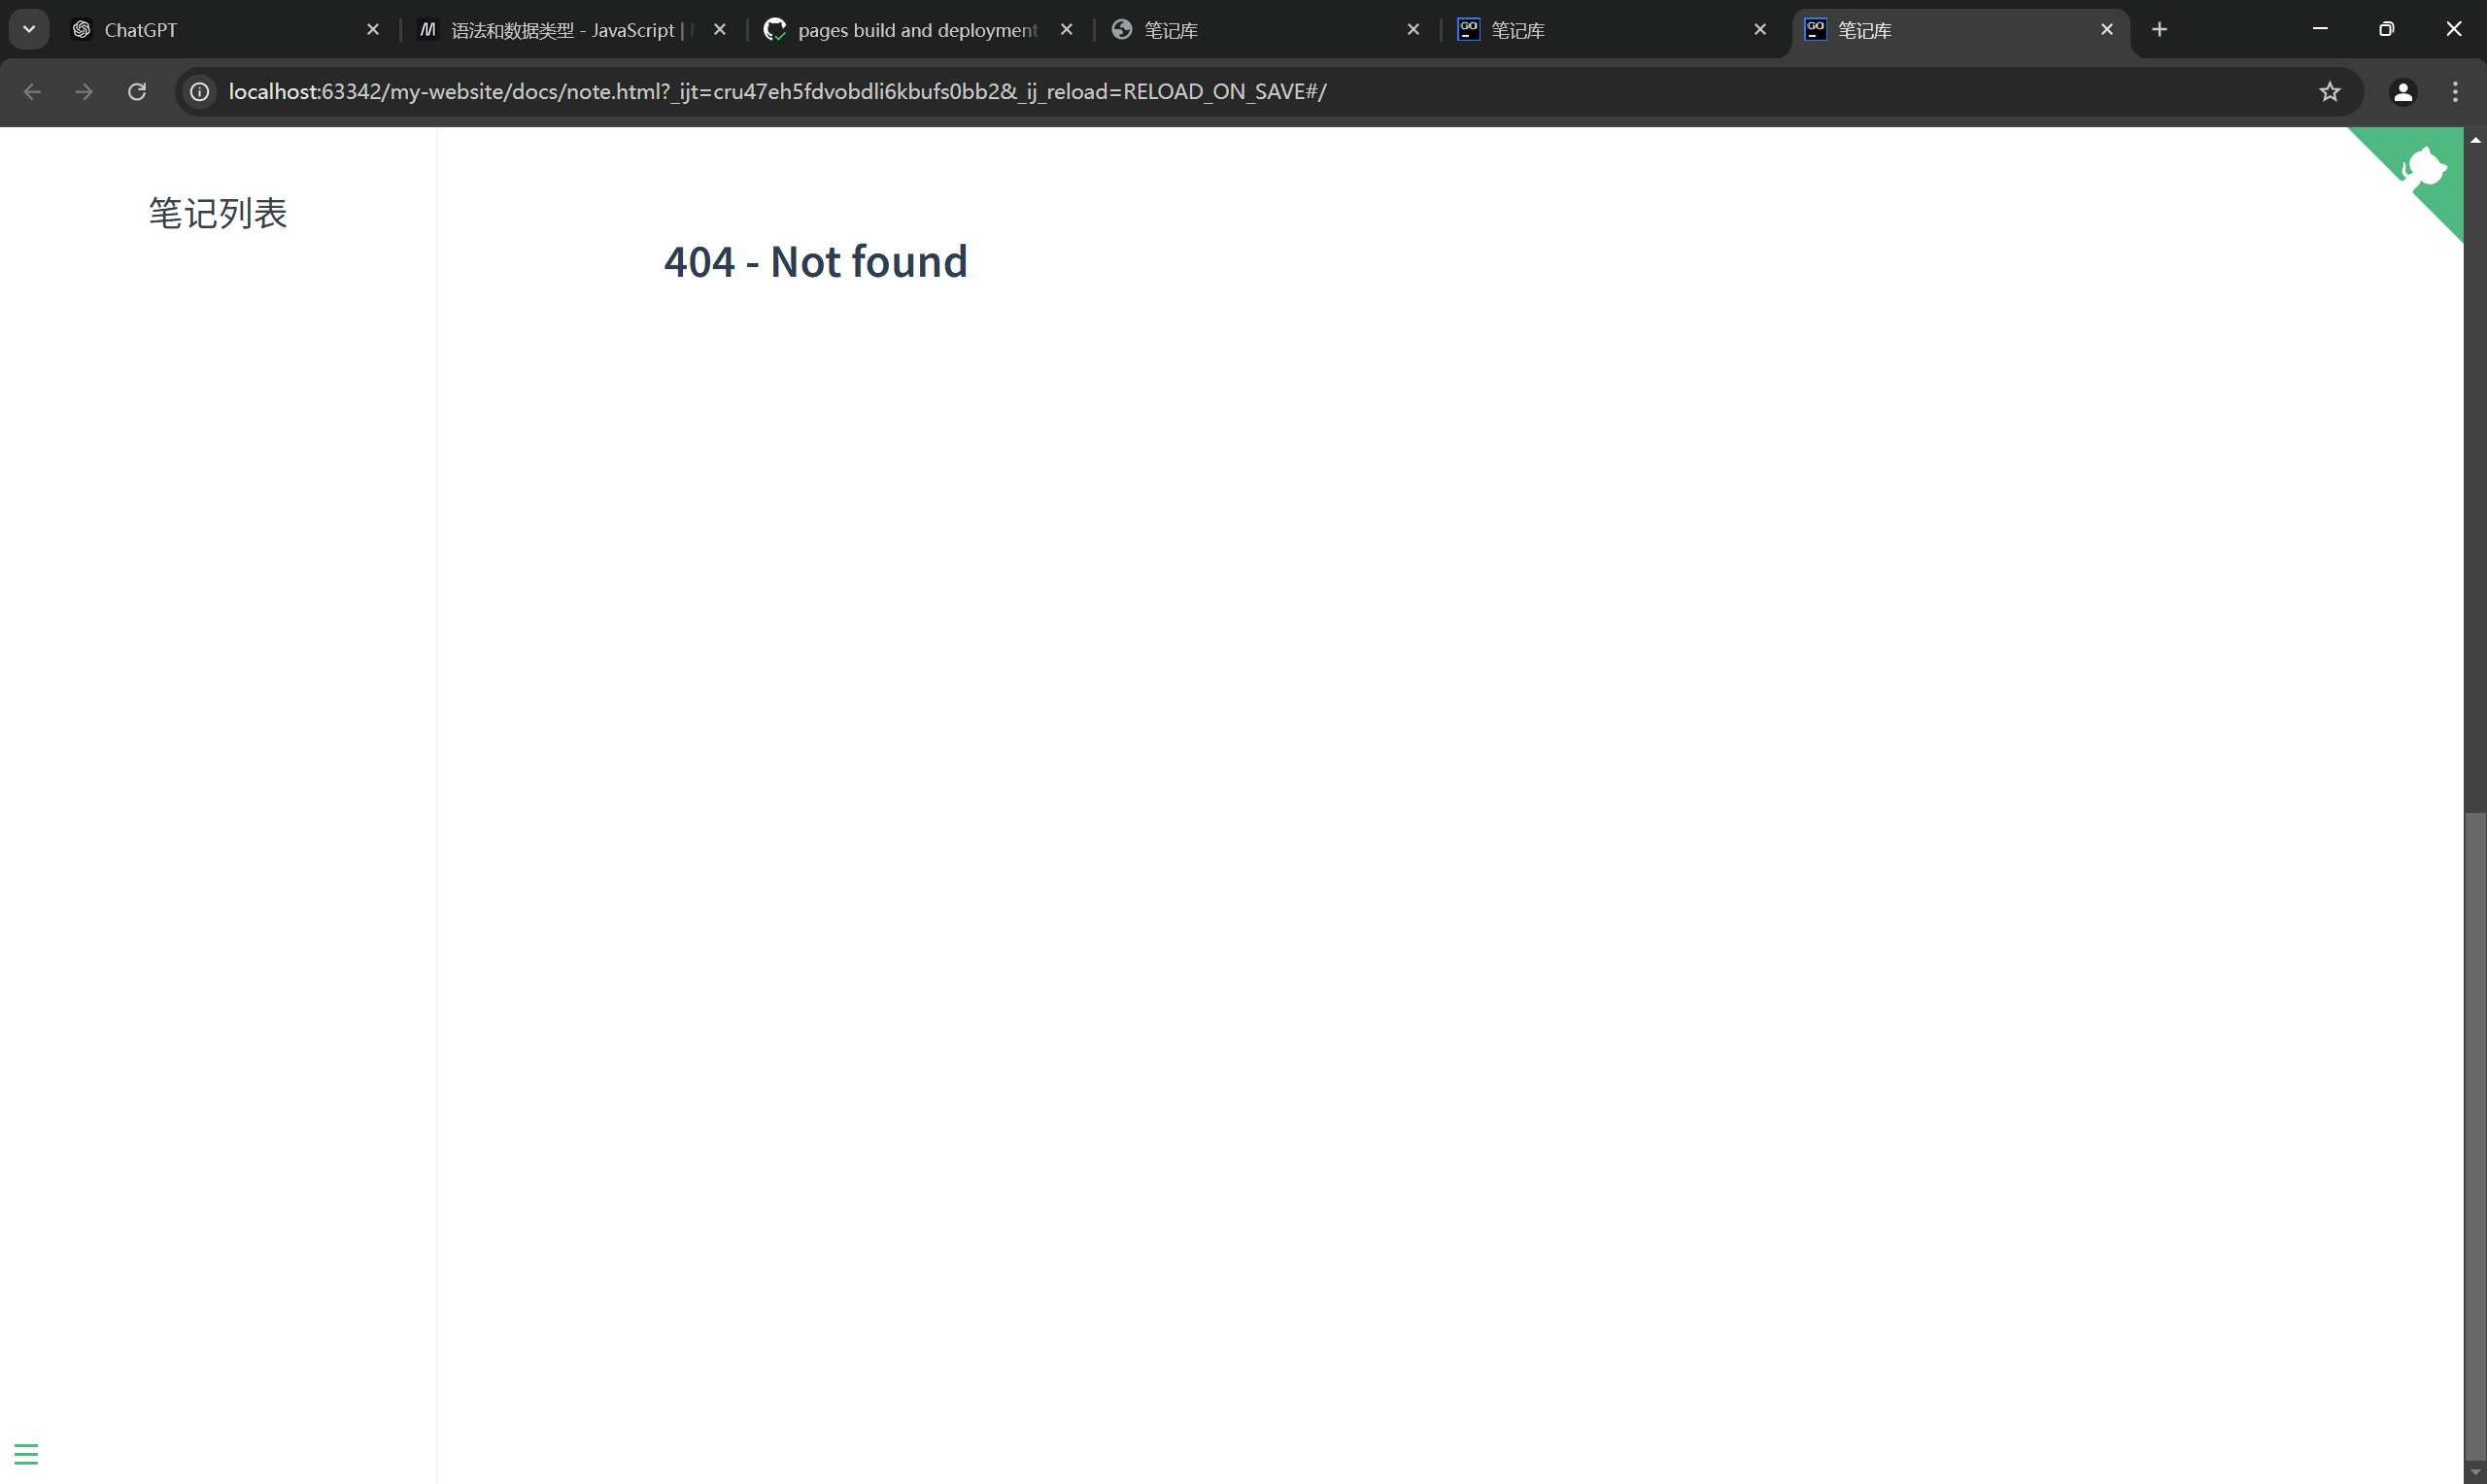 ChatGPT
语法和数据类型 - JavaScript |
pages build and deployment
笔记库
笔记库
笔记库
localhost:63342/my-website/docs/note.html?_ijt=cru47eh5fdvobdli6kbufs0bb2&_ij_reload=RELOAD_ON_SAVE#/
笔记列表
404 - Not found